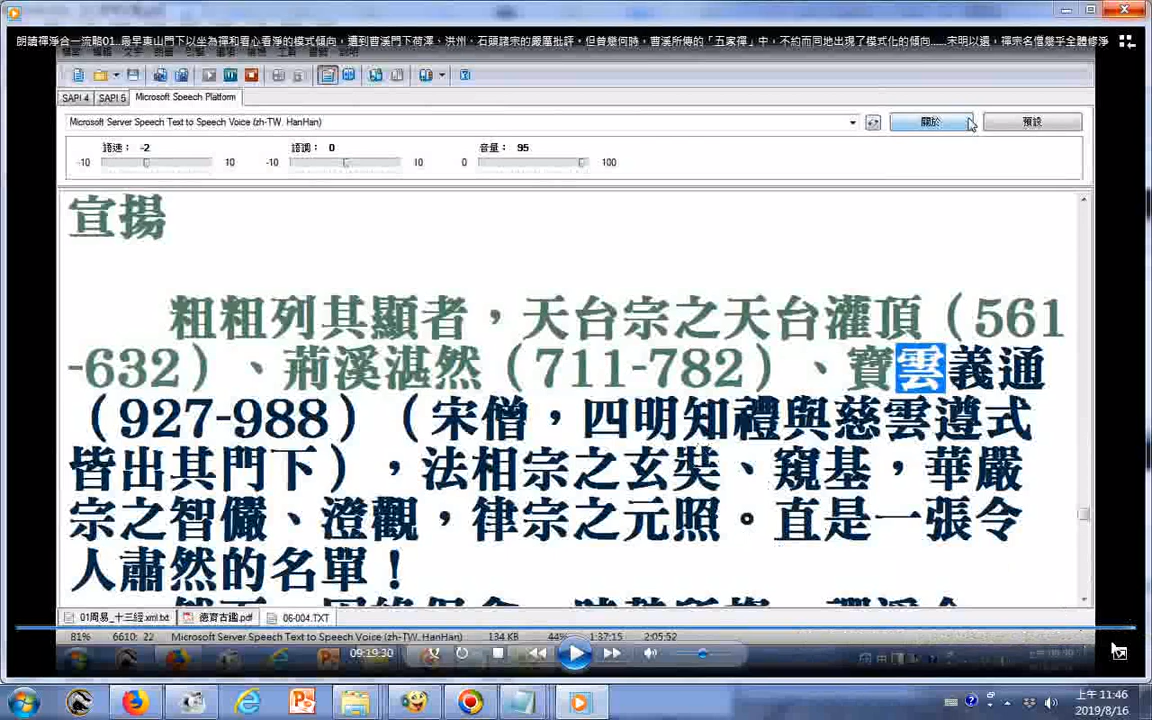 朗讀禪淨合一流略01..最早東山門下以坐為禪和看心看淨的模式傾向，遭到曹溪門下荷澤、洪州、石頭諸宗的嚴厲批評。但曾幾何時，曹溪所傳的「五家禪」中，不約而同地出現了模式化的傾向......宋明以還，禪宗名僧幾乎全體修淨
SAPI 4 SAPI 5 Microsoft Speech Platform
Microsoft Server Speech Text to Speech Voice (zh-TW, HanHan) 關於 預設
語速： -2 語調： 0 音量： 95
-10 10 -10 10 0 100
宣揚
粗粗列其顯者，天台宗之天台灌頂（561
-632）、荊溪湛然（711-782）、寶雲義通
（927-988）（宋僧，四明知禮與慈雲遵式
皆出其門下），法相宗之玄奘、窺基，華嚴
宗之智儼、澄觀，律宗之元照。直是一張令
人肅然的名單！
01周易_十三經.xml.txt 德育古鑑.pdf 06-004.TXT
81% 6610: 22 Microsoft Server Speech Text to Speech Voice (zh-TW, HanHan) 134 KB 44% 1:37:15 2:05:52
09:19:30
上午 11:46
2019/8/16